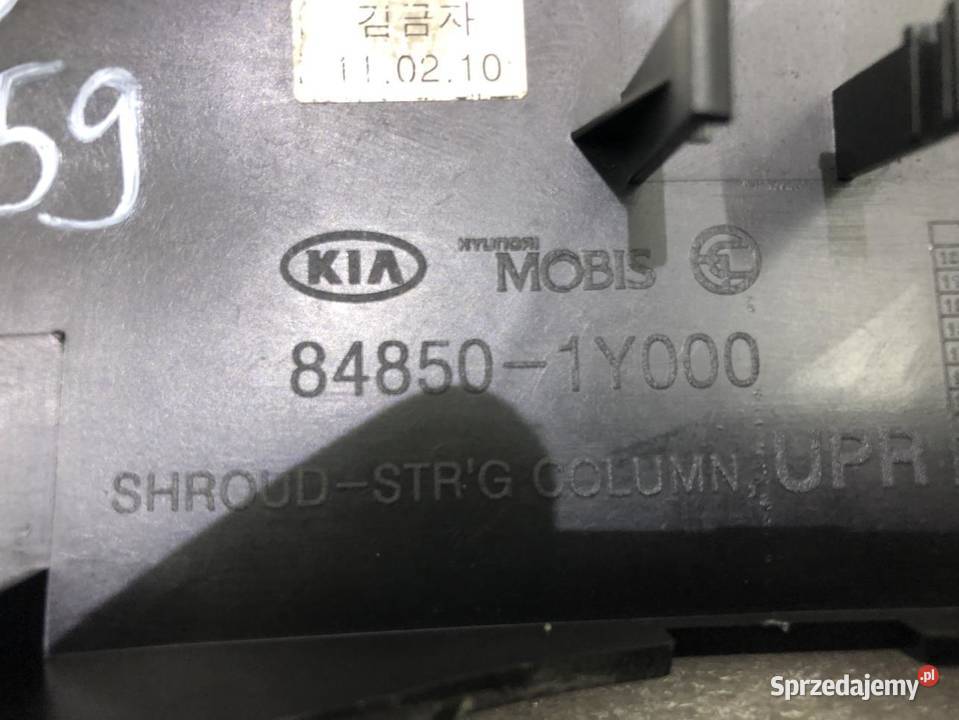 김금자
11.02.10
59
KIA
HYUNDAI
MOBIS
84850-1Y000
SHROUD-STR'G COLUMN, UPR
Sprzedajemy.pl